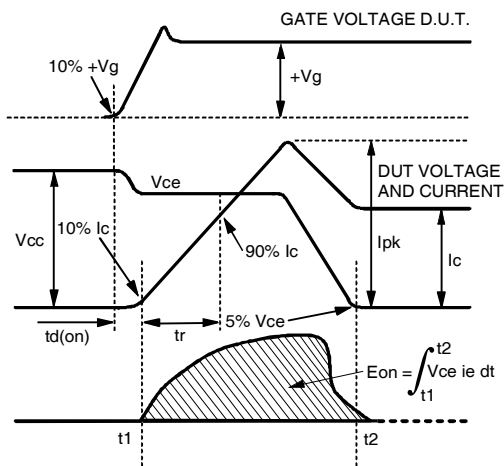 GATE VOLTAGE D.U.T.
10% +Vg
+Vg
Vce
DUT VOLTAGE
AND CURRENT
Vcc
10% Ic
90% Ic
Ipk
Ic
td(on)
tr
5% Vce
Eon = ∫ t1 t2 Vce ie dt
t1
t2